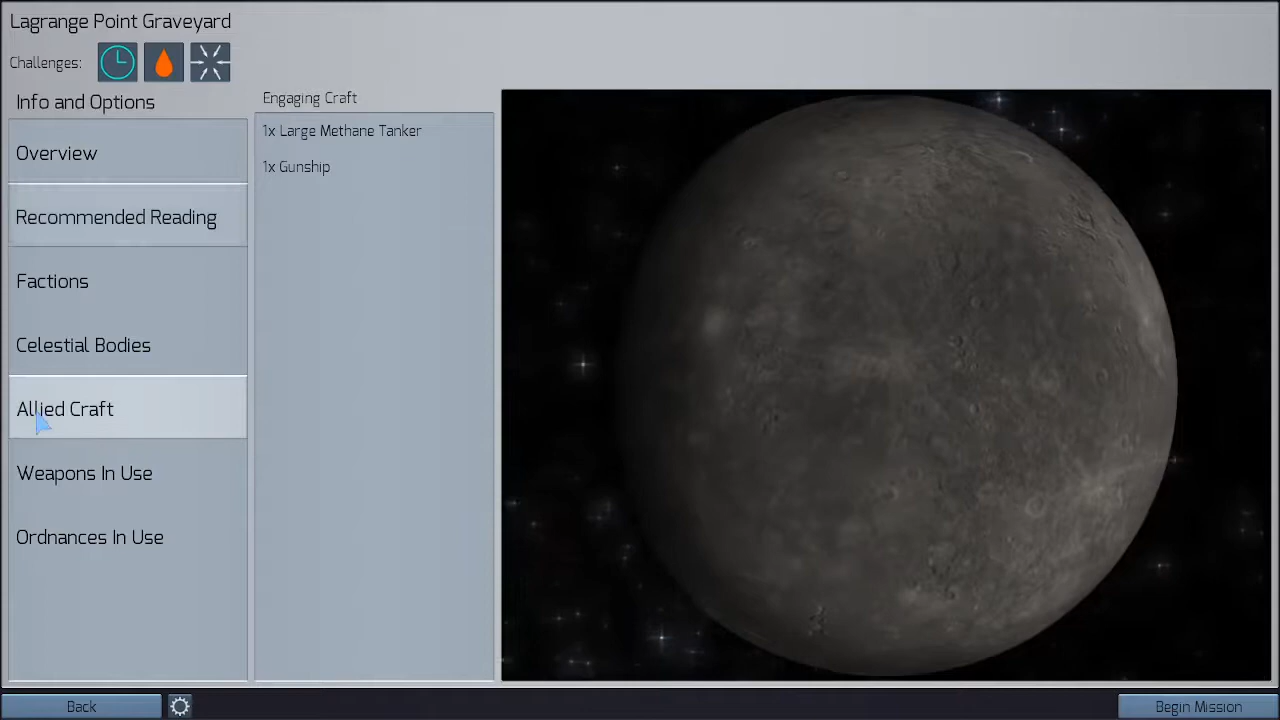 Lagrange Point Graveyard
Challenges:
Info and Options
Overview
Recommended Reading
Factions
Celestial Bodies
Allied Craft
Weapons In Use
Ordnances In Use
Engaging Craft
1x Large Methane Tanker
1x Gunship
Back
Begin Mission